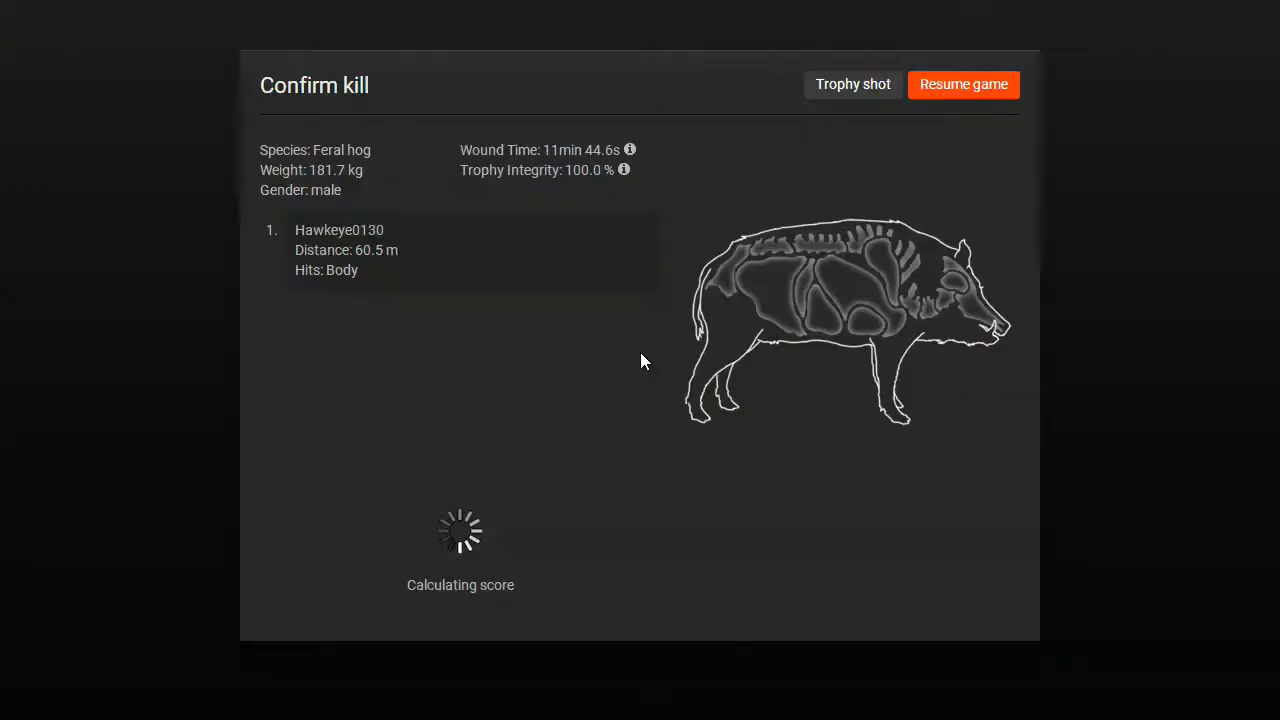 Confirm kill
Trophy shot
Resume game
Species: Feral hog
Weight: 181.7 kg
Gender: male
Wound Time: 11min 44.6s
Trophy Integrity: 100.0 %
1. Hawkeye0130
Distance: 60.5 m
Hits: Body
Calculating score